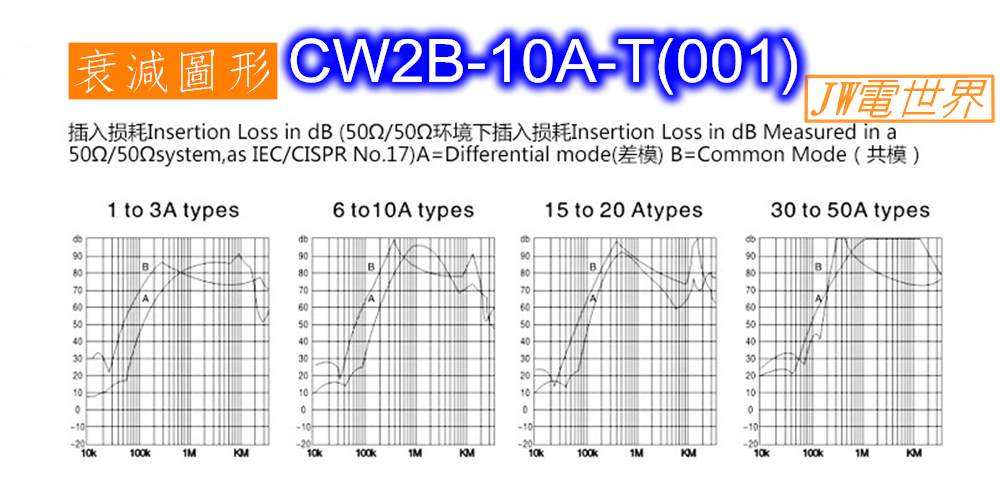 衰減圖形 CW2B-10A-T(001)
JW電世界
插入损耗Insertion Loss in dB (50Ω/50Ω环境下插入损耗Insertion Loss in dB Measured in a
50Ω/50Ωsystem,as IEC/CISPR No.17)A=Differential mode(差模) B=Common Mode ( 共模 )
1 to 3A types
db
90
80
70
60
50
40
30
20
10
0
-10
-20
B
A
10k 100k 1M KM
6 to10A types
db
90
80
70
60
50
40
30
20
10
0
-10
-20
B
A
10k 100k 1M KM
15 to 20 Atypes
db
90
80
70
60
50
40
30
20
10
0
-10
-20
B
A
10k 100k 1M KM
30 to 50A types
db
90
80
70
60
50
40
30
20
10
0
-10
-20
B
A
10k 100k 1M KM